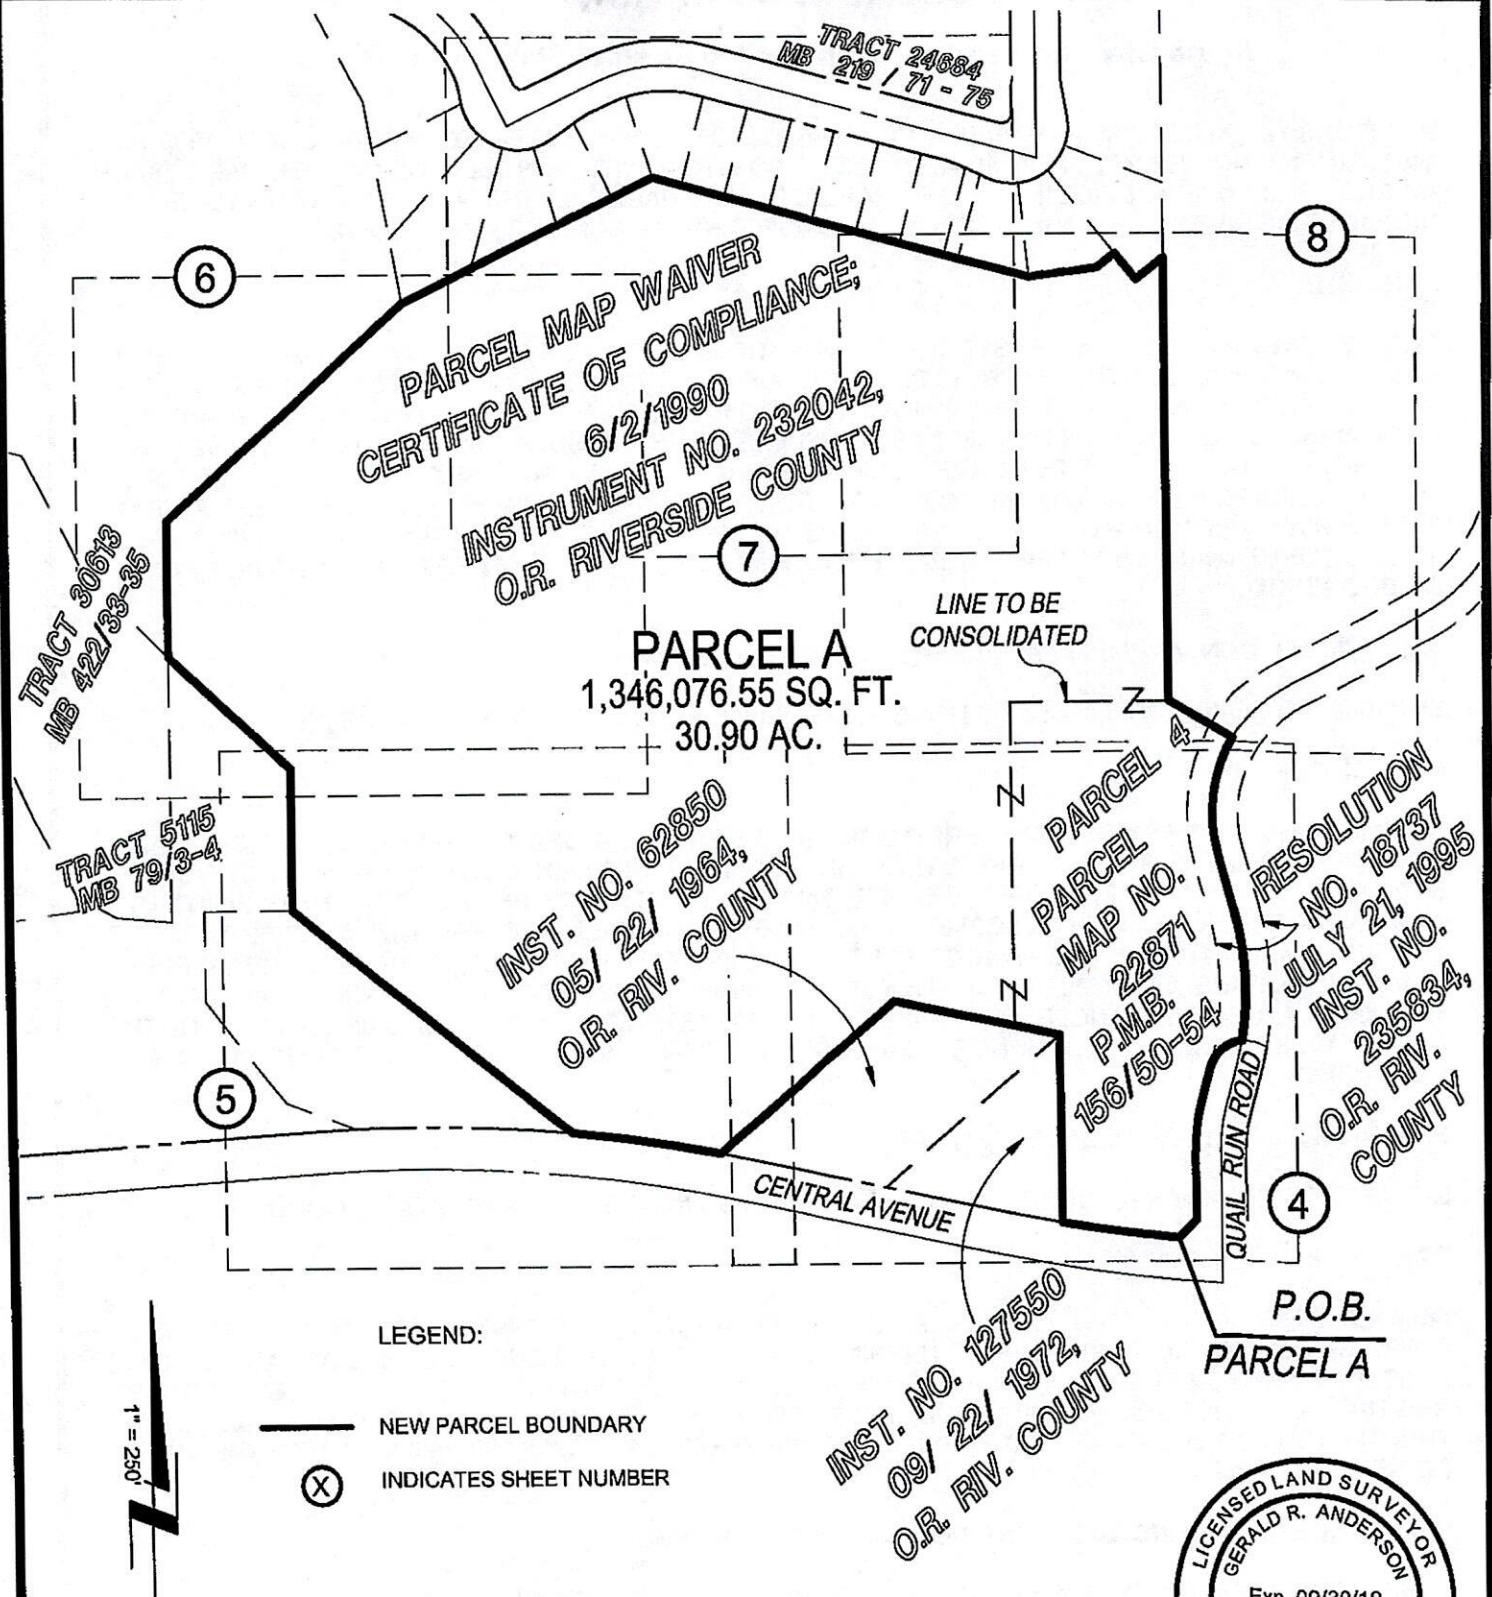 TRACT 24684
MB 219 / 71 - 75
6
8
PARCEL MAP WAIVER
CERTIFICATE OF COMPLIANCE;
6/2/1990
INSTRUMENT NO. 232042,
O.R. RIVERSIDE COUNTY
7
TRACT 30613
MB 422/33-35
LINE TO BE
CONSOLIDATED
PARCEL A
1,346,076.55 SQ. FT.
30.90 AC.
Z
Z
Z
TRACT 5115
MB 79/3-4
INST. NO. 62850
05/ 22/ 1964,
O.R. RIV. COUNTY
PARCEL 4
PARCEL
MAP NO.
22871
P.M.B.
156/50-54
RESOLUTION
NO. 18737
JULY 21, 1995
INST. NO.
235834,
O.R. RIV.
COUNTY
5
CENTRAL AVENUE
QUAIL RUN ROAD
4
INST. NO. 127550
09/ 22/ 1972,
O.R. RIV. COUNTY
P.O.B.
PARCEL A
LEGEND:
NEW PARCEL BOUNDARY
X
INDICATES SHEET NUMBER
1" = 250'
LICENSED LAND SURVEYOR
GERALD R. ANDERSON